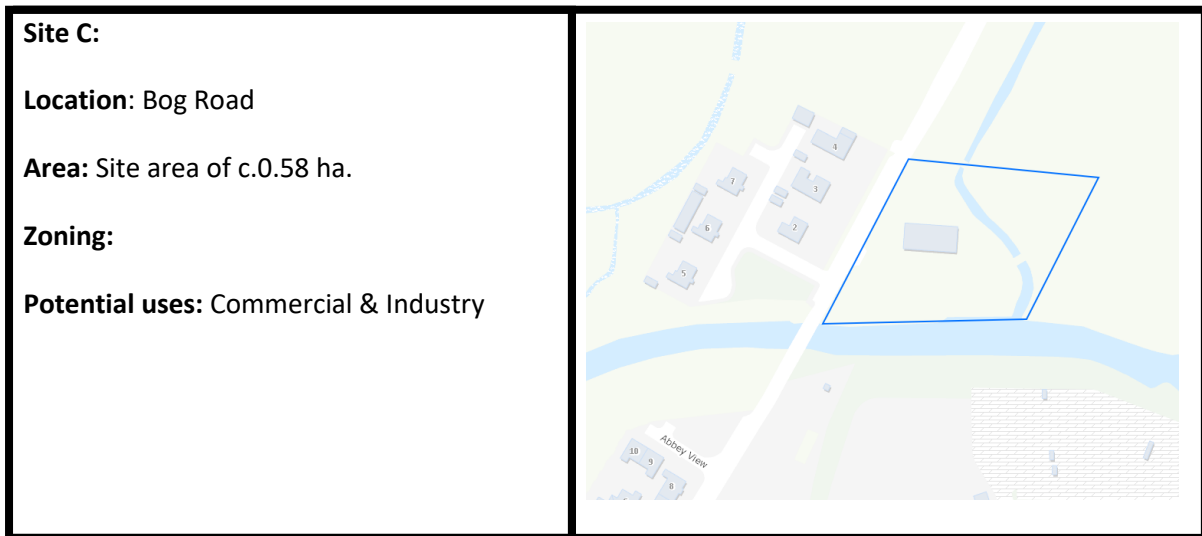 Site C:
Location: Bog Road
Area: Site area of c.0.58 ha.
Zoning:
Potential uses: Commercial & Industry
4
7
3
6
2
5
Abbey View
10
9
8